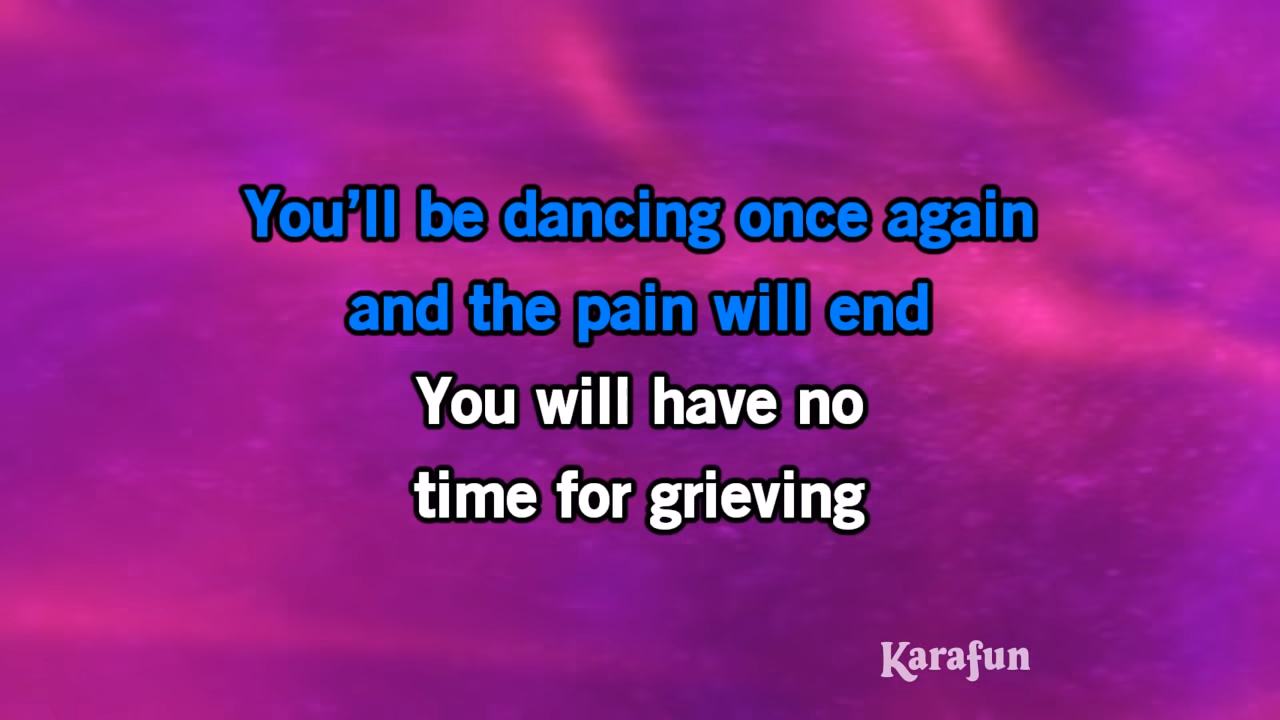 You’ll be dancing once again
and the pain will end
You will have no
time for grieving
Karafun